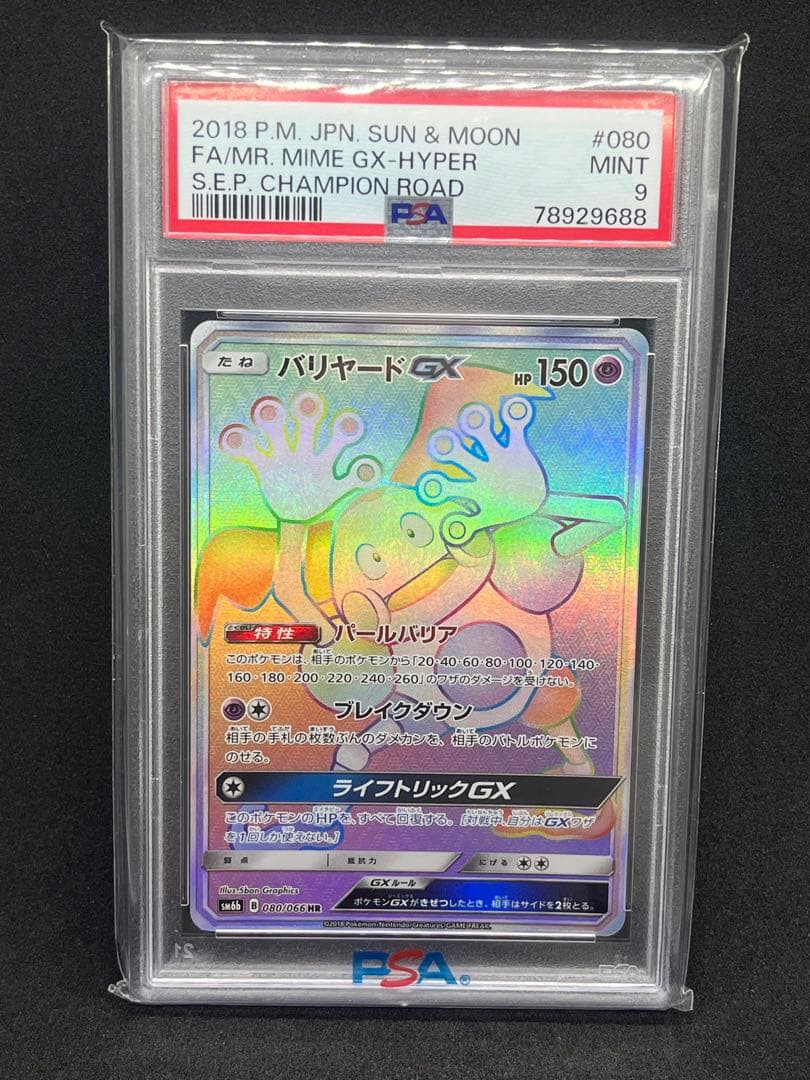 2018 P.M. JPN. SUN & MOON #080
FA/MR. MIME GX-HYPER MINT
S.E.P. CHAMPION ROAD 9
PSA 78929688
たね バリヤードGX HP 150
とくせい
特性 パールバリア
このポケモンは、相手のポケモンから「20・40・60・80・100・120・140・
160・180・200・220・240・260」のワザのダメージを受けない。
ブレイクダウン
相手の手札の枚数ぶんのダメカンを、相手のバトルポケモンに
のせる。
ライフトリックGX
このポケモンのHPを、すべて回復する。[対戦中、自分はGXワザ
を1回しか使えない。]
弱点 抵抗力 にげる
Illus. 5ban Graphics
GXルール
sm6b B 080/066 HR ポケモンGXがきぜつしたとき、相手はサイドを2枚とる。
©2018 Pokémon/Nintendo/Creatures/GAME FREAK.
PSA®